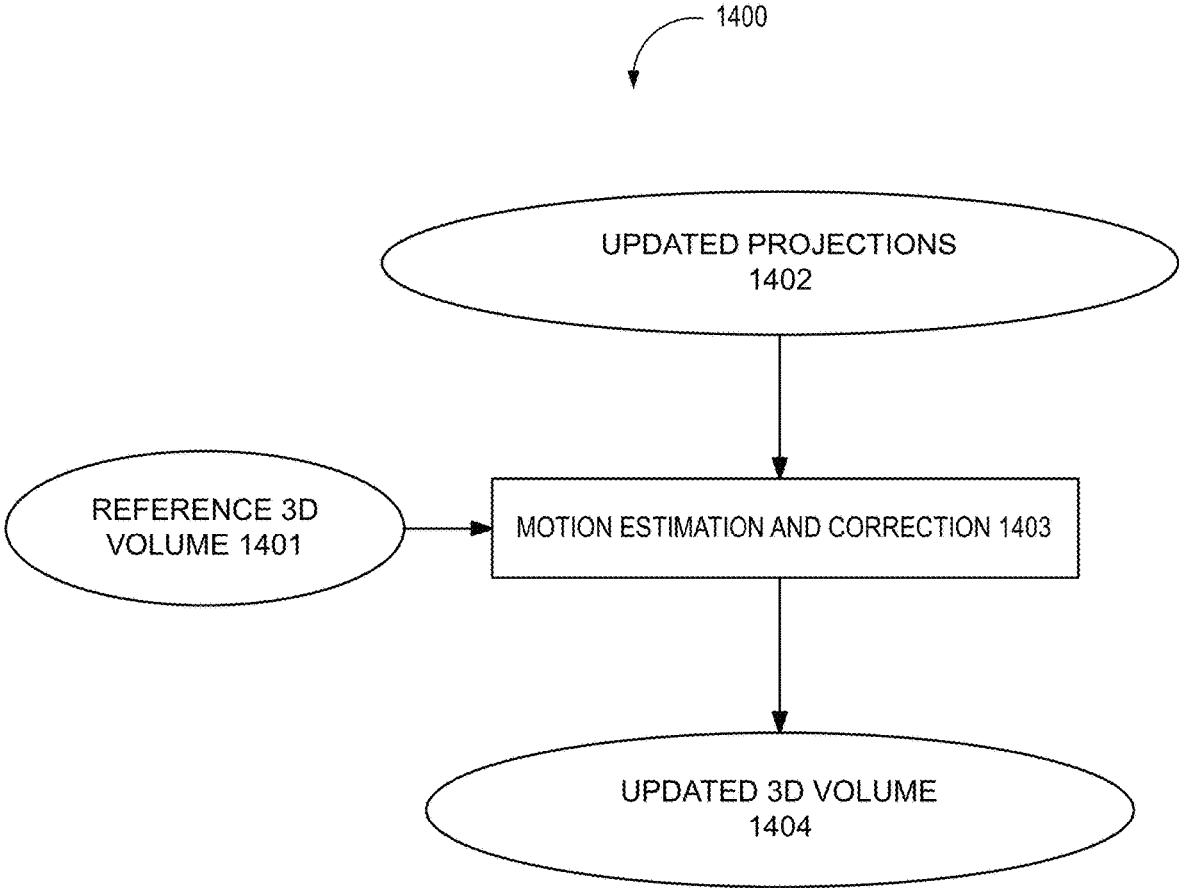 1400
UPDATED PROJECTIONS
1402
REFERENCE 3D
VOLUME 1401
MOTION ESTIMATION AND CORRECTION 1403
UPDATED 3D VOLUME
1404